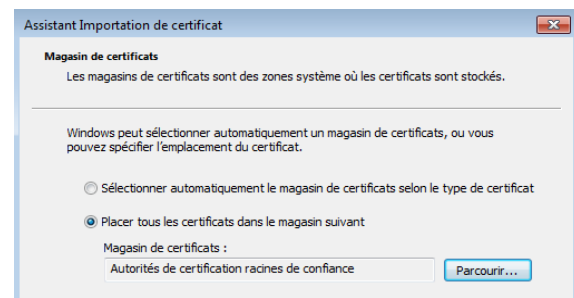 Assistant Importation de certificat
Magasin de certificats
Les magasins de certificats sont des zones système où les certificats sont stockés.
Windows peut sélectionner automatiquement un magasin de certificats, ou vous
pouvez spécifier l'emplacement du certificat.
Sélectionner automatiquement le magasin de certificats selon le type de certificat
Placer tous les certificats dans le magasin suivant
Magasin de certificats :
Autorités de certification racines de confiance
Parcourir...